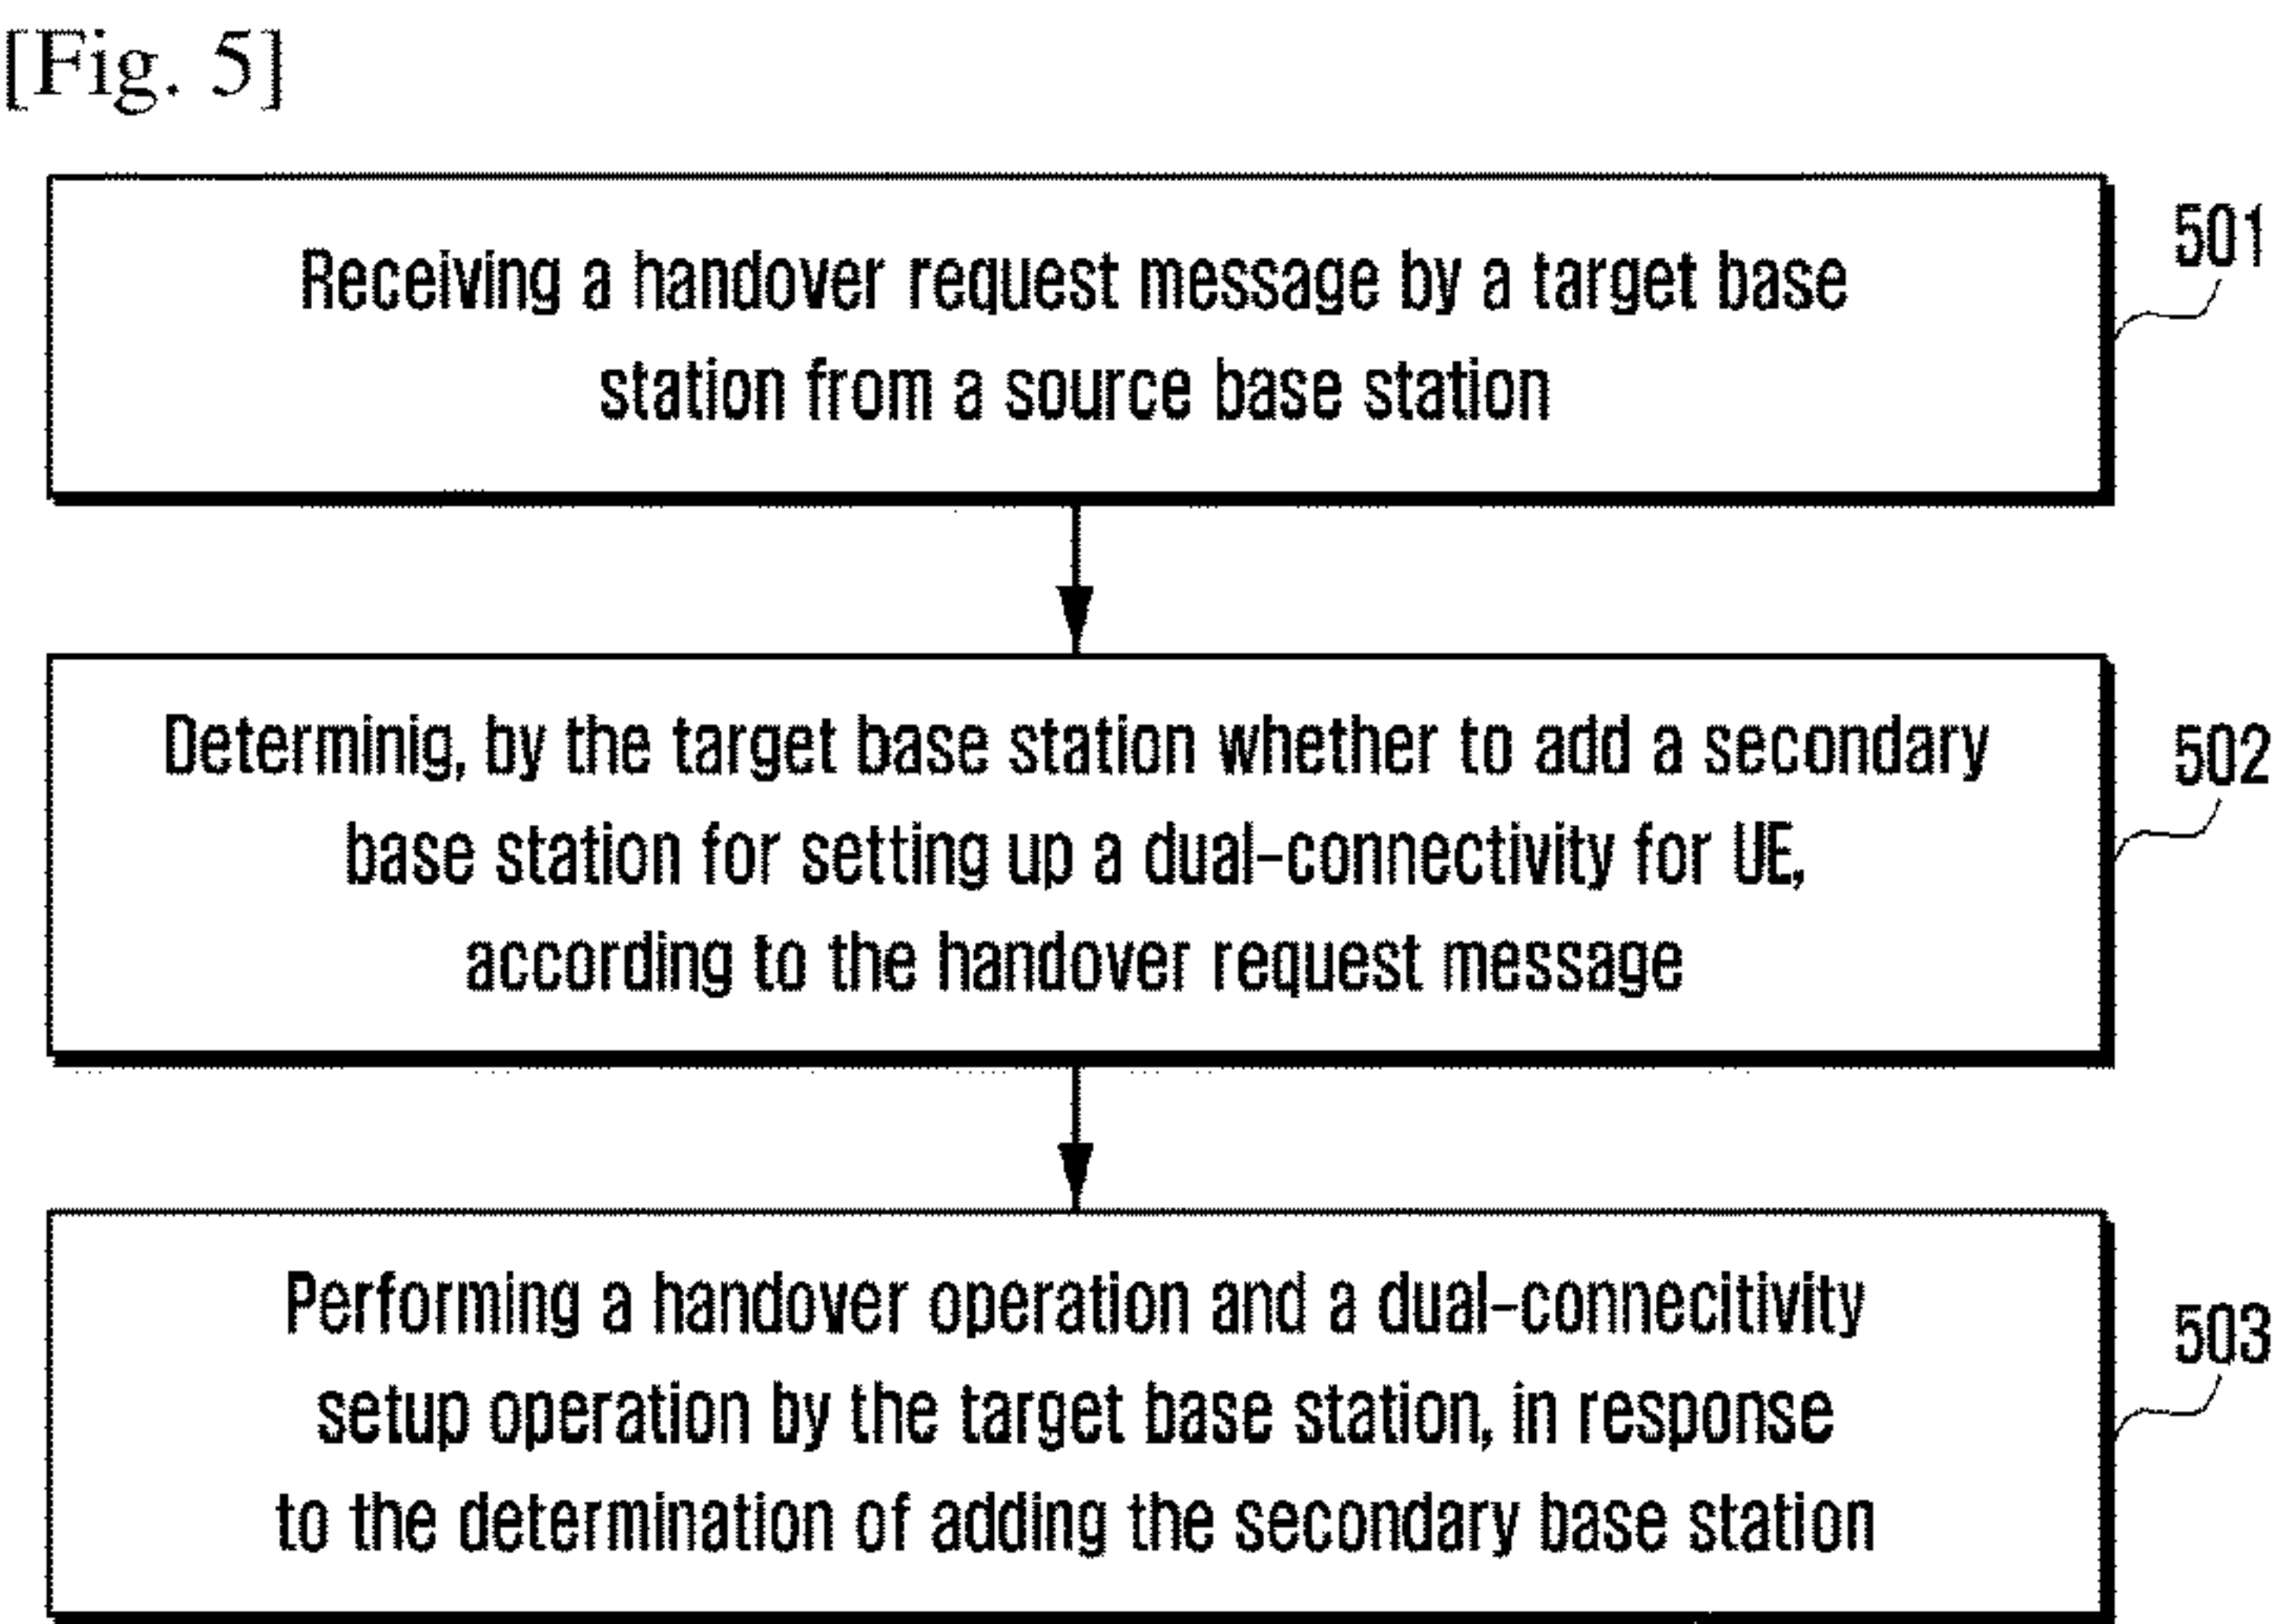 [Fig. 5]
Receiving a handover request message by a target base
station from a source base station
501
Determinig, by the target base station whether to add a secondary
base station for setting up a dual-connectivity for UE,
according to the handover request message
502
Performing a handover operation and a dual-connecitivity
setup operation by the target base station, in response
to the determination of adding the secondary base station
503